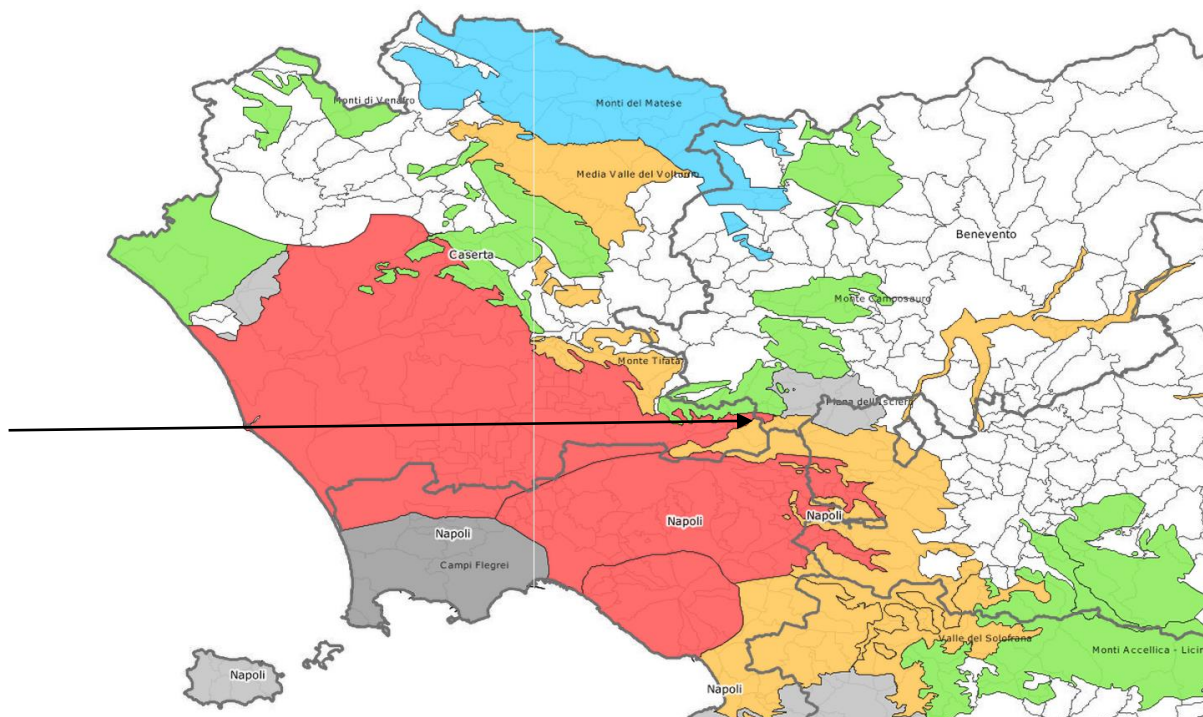 Monti di Venafro
Monti del Matese
Media Valle del Volturno
Benevento
Caserta
Monte Camposauro
Monte Tifata
Piana dell'Isclero
Napoli
Napoli
Napoli
Campi Flegrei
Valle del Solofrana
Monti Accellica - Licin
Napoli
Napoli